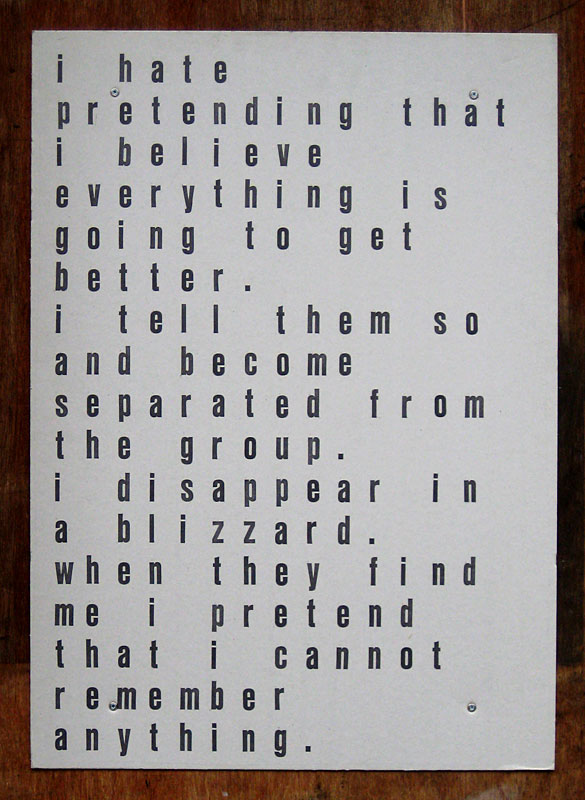 i hate
pretending that
i believe
everything is
going to get
better.
i tell them so
and become
separated from
the group.
i disappear in
a blizzard.
when they find
me i pretend
that i cannot
remember
anything.